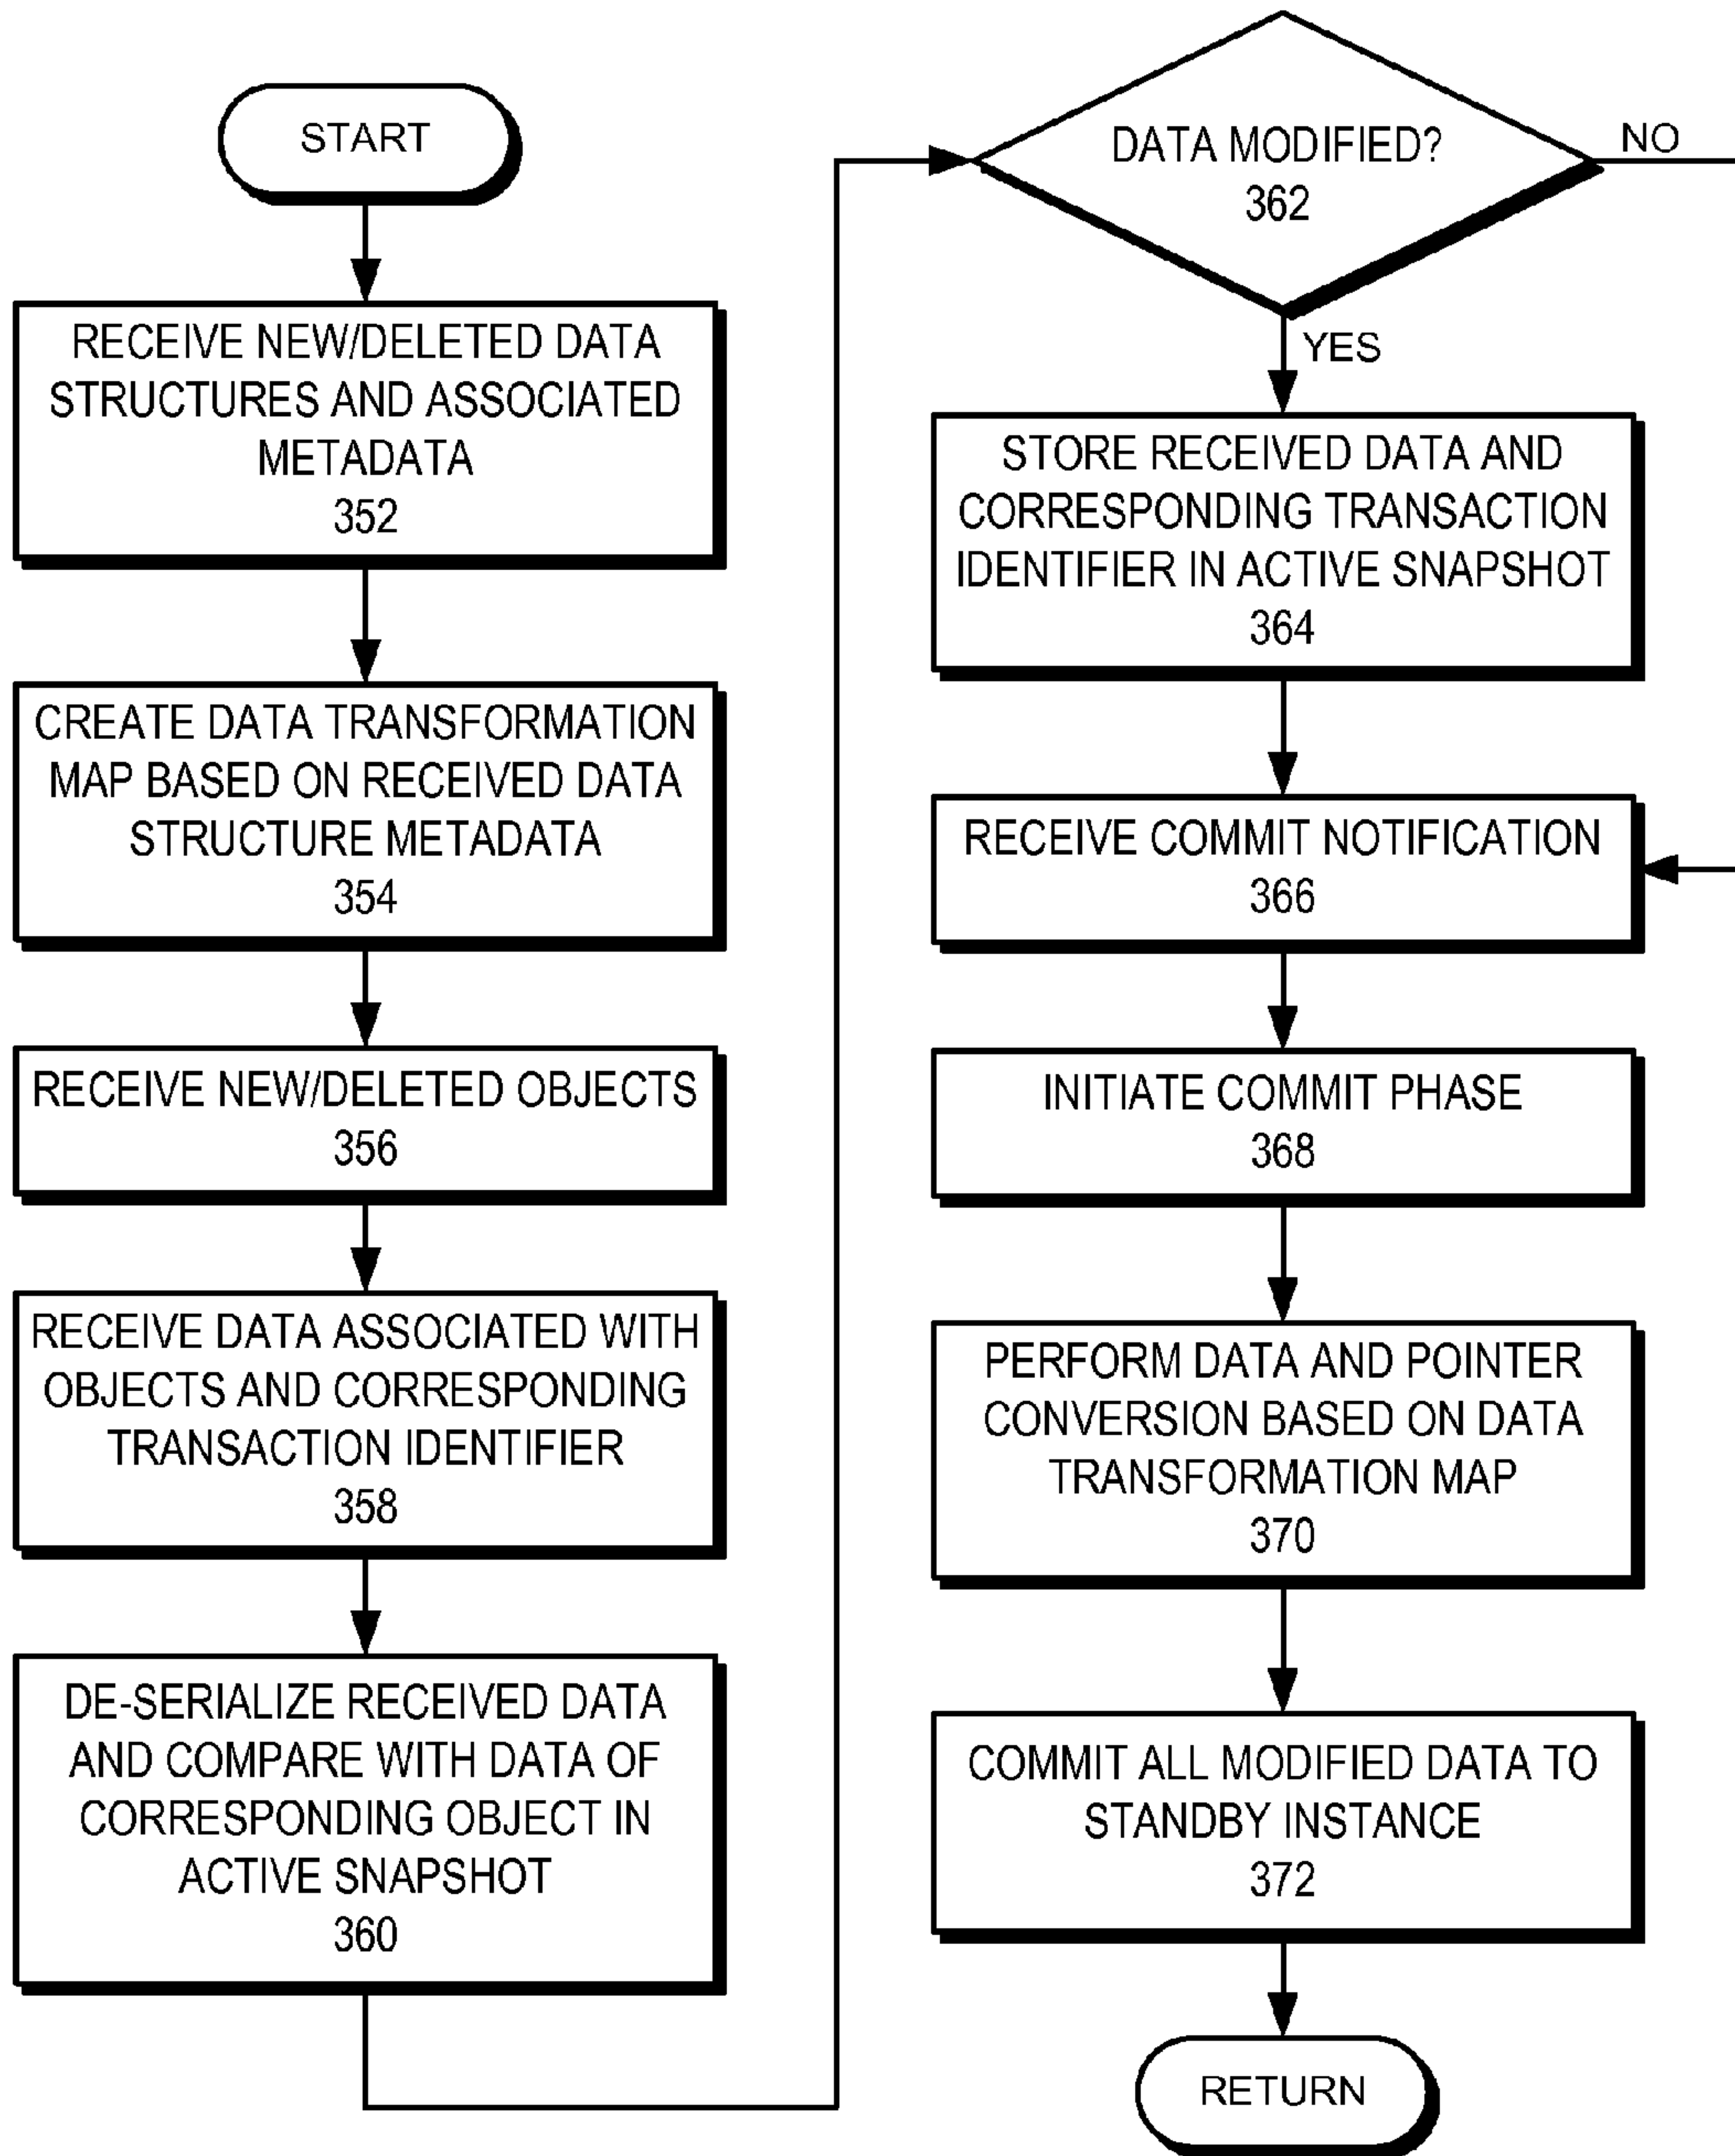 START
RECEIVE NEW/DELETED DATA
STRUCTURES AND ASSOCIATED
METADATA
352
CREATE DATA TRANSFORMATION
MAP BASED ON RECEIVED DATA
STRUCTURE METADATA
354
RECEIVE NEW/DELETED OBJECTS
356
RECEIVE DATA ASSOCIATED WITH
OBJECTS AND CORRESPONDING
TRANSACTION IDENTIFIER
358
DE-SERIALIZE RECEIVED DATA
AND COMPARE WITH DATA OF
CORRESPONDING OBJECT IN
ACTIVE SNAPSHOT
360
DATA MODIFIED?
362
NO
YES
STORE RECEIVED DATA AND
CORRESPONDING TRANSACTION
IDENTIFIER IN ACTIVE SNAPSHOT
364
RECEIVE COMMIT NOTIFICATION
366
INITIATE COMMIT PHASE
368
PERFORM DATA AND POINTER
CONVERSION BASED ON DATA
TRANSFORMATION MAP
370
COMMIT ALL MODIFIED DATA TO
STANDBY INSTANCE
372
RETURN